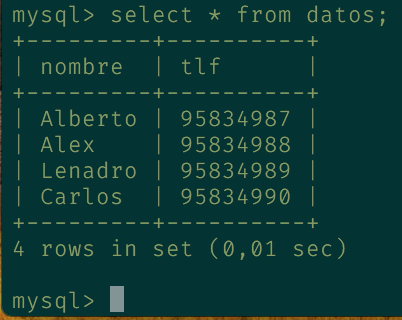 mysql> select * from datos;
+---------+----------+
| nombre  | tlf      |
+---------+----------+
| Alberto | 95834987 |
| Alex    | 95834988 |
| Lenadro | 95834989 |
| Carlos  | 95834990 |
+---------+----------+
4 rows in set (0,01 sec)
mysql>